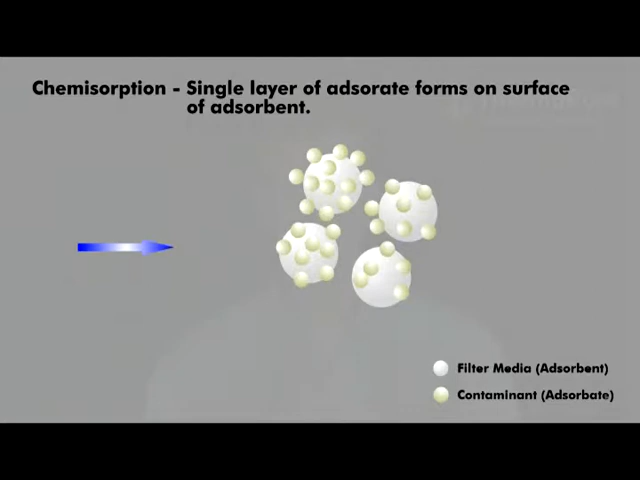 Chemisorption - Single layer of adsorate forms on surface
of adsorbent.
Filter Media (Adsorbent)
Contaminant (Adsorbate)